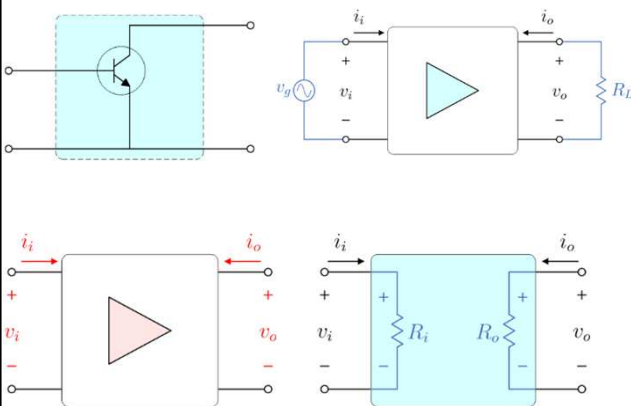 i_i i_o
+ +
v_g v_i v_o R_L
− −
i_i i_o i_i i_o
+ + + + + +
v_i v_o v_i R_i R_o v_o
− − − − − −